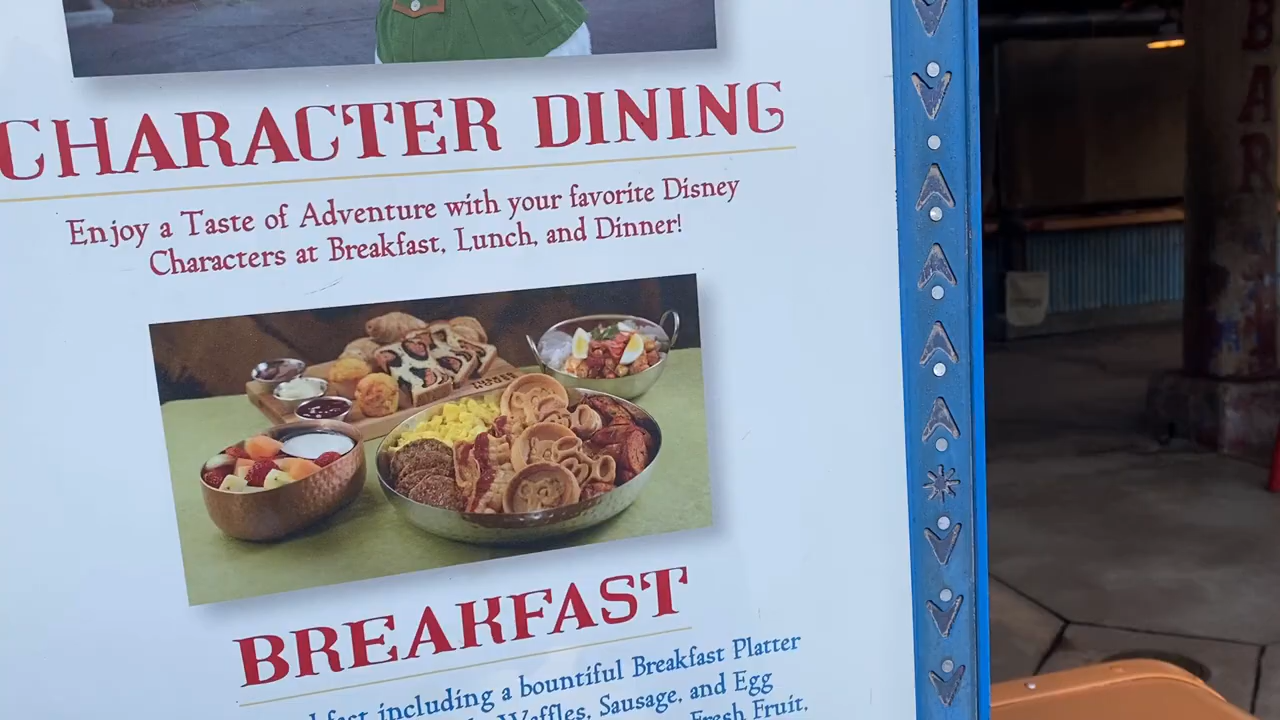 CHARACTER DINING
Enjoy a Taste of Adventure with your favorite Disney
Characters at Breakfast, Lunch, and Dinner!
BREAKFAST
including a bountiful Breakfast Platter
Waffles, Sausage, and Egg
Fresh Fruit,
BAR